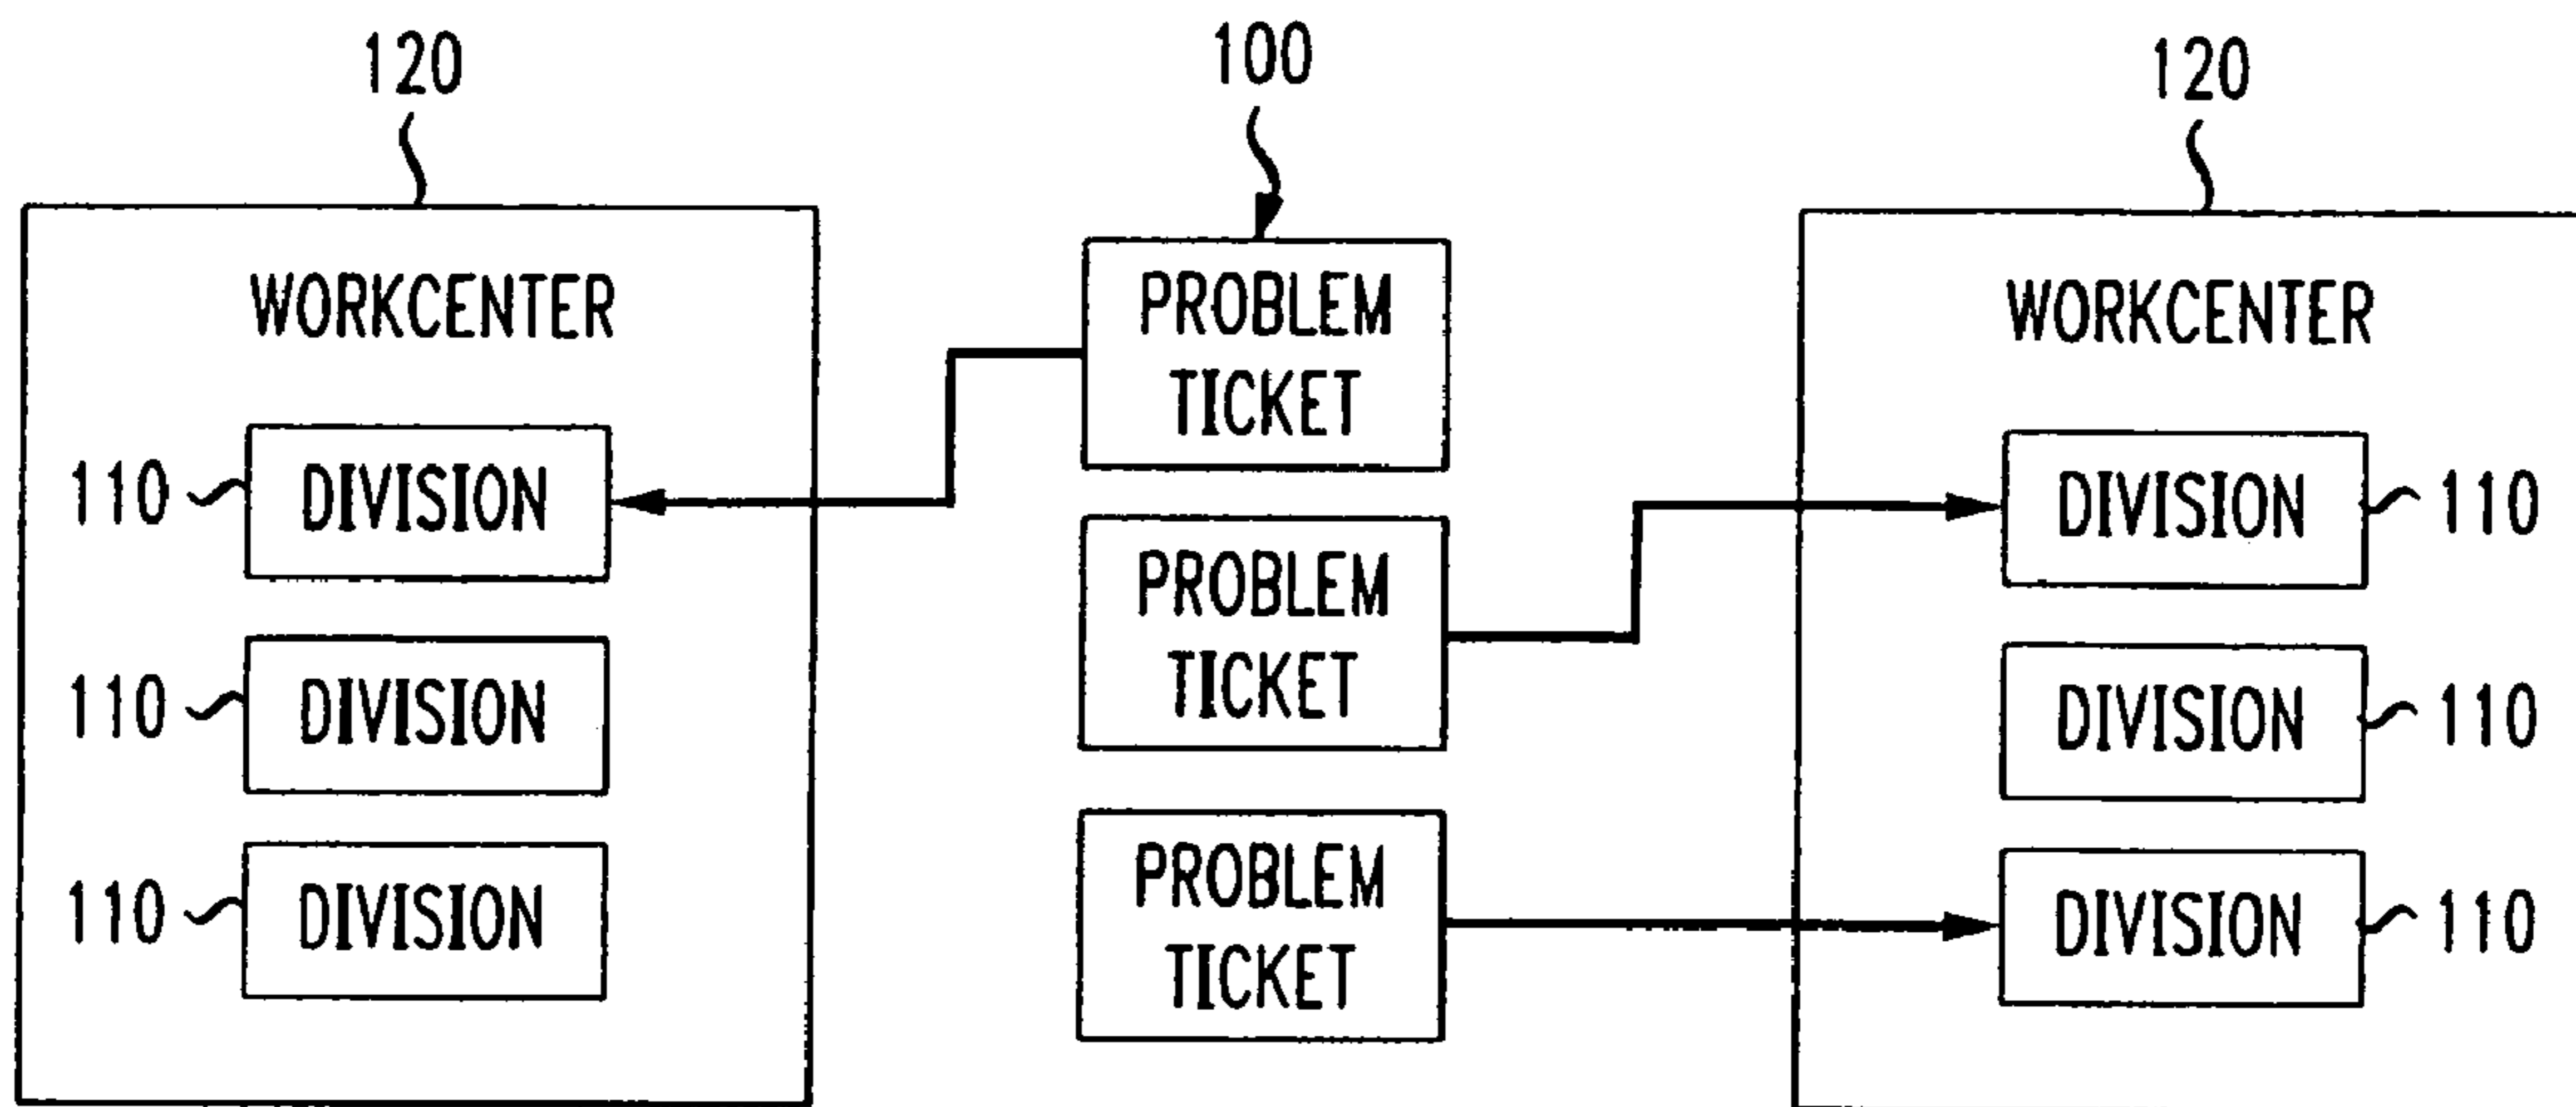 120
100
120
WORKCENTER
PROBLEM
TICKET
WORKCENTER
110
DIVISION
DIVISION
110
PROBLEM
TICKET
110
DIVISION
DIVISION
110
PROBLEM
TICKET
110
DIVISION
DIVISION
110